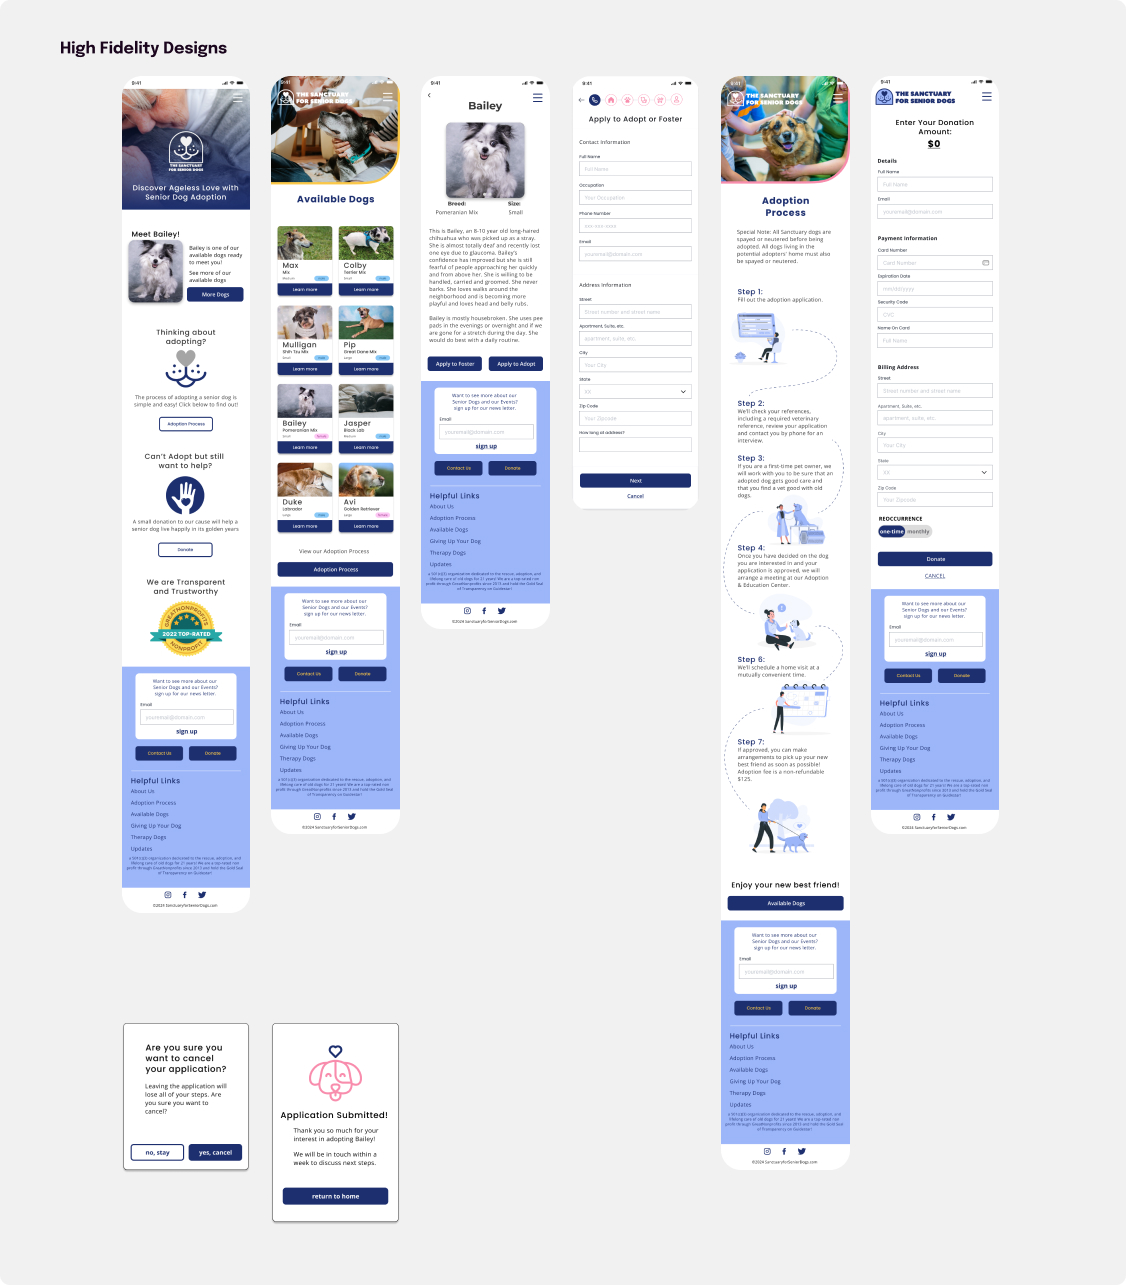 High Fidelity Designs
9:41
THE SANCTUARY
FOR SENIOR DOGS
Discover Ageless Love with
Senior Dog Adoption
Meet Bailey!
Bailey is one of our
available dogs ready
to meet you!
See more of our
available dogs
More Dogs
Thinking about
adopting?
The process of adopting a senior dog is
simple and easy! Click below to find out!
Adoption Process
Can't Adopt but still
want to help?
A small donation to our cause will help a
senior dog live happily in its golden years
Donate
We are Transparent
and Trustworthy
GREATNONPROFITS
2022 TOP-RATED
NONPROFIT
Want to see more about our
Senior Dogs and our Events?
sign up for our news letter.
Email
youremail@domain.com
sign up
Contact Us
Donate
Helpful Links
About Us
Adoption Process
Available Dogs
Giving Up Your Dog
Therapy Dogs
Updates
a 501(c)(3) organization dedicated to the rescue, adoption, and
lifelong care of old dogs for 21 years! We are a top-rated non
profit through GreatNonprofits since 2013 and hold the Gold Seal
of Transparency on Guidestar!
©2024 SanctuaryforSeniorDogs.com
9:41
THE SANCTUARY
FOR SENIOR DOGS
Available Dogs
Max
Mix
Medium
Learn more
Colby
Terrier Mix
Small
Learn more
Mulligan
Shih Tzu Mix
Small
Learn more
Pip
Great Dane Mix
Large
Learn more
Bailey
Pomeranian Mix
Small
Female
Learn more
Jasper
Black Lab
Medium
Learn more
Duke
Labrador
Large
Learn more
Avi
Golden Retriever
Large
Female
Learn more
View our Adoption Process
Adoption Process
Want to see more about our
Senior Dogs and our Events?
sign up for our news letter.
Email
youremail@domain.com
sign up
Contact Us
Donate
Helpful Links
About Us
Adoption Process
Available Dogs
Giving Up Your Dog
Therapy Dogs
Updates
a 501(c)(3) organization dedicated to the rescue, adoption, and
lifelong care of old dogs for 21 years! We are a top-rated non
profit through GreatNonprofits since 2013 and hold the Gold Seal
of Transparency on Guidestar!
©2024 SanctuaryforSeniorDogs.com
9:41
Bailey
Breed:
Pomeranian Mix
Size:
Small
This is Bailey, an 8-10 year old long-haired
chihuahua who was picked up as a stray.
She is almost totally deaf and recently lost
one eye due to glaucoma. Bailey's
confidence has improved but she is still
fearful of people approaching her quickly
and from above her. She is willing to be
handled, carried and groomed. She never
barks. She loves walks around the
neighborhood and is becoming more
playful and loves head and belly rubs.
Bailey is mostly housebroken. She uses pee
pads in the evenings or overnight and if we
are gone for a stretch during the day. She
would do best with a daily routine.
Apply to Foster
Apply to Adopt
Want to see more about our
Senior Dogs and our Events?
sign up for our news letter.
Email
youremail@domain.com
sign up
Contact Us
Donate
Helpful Links
About Us
Adoption Process
Available Dogs
Giving Up Your Dog
Therapy Dogs
Updates
a 501(c)(3) organization dedicated to the rescue, adoption, and
lifelong care of old dogs for 21 years! We are a top-rated non
profit through GreatNonprofits since 2013 and hold the Gold Seal
of Transparency on Guidestar!
©2024 SanctuaryforSeniorDogs.com
9:41
Apply to Adopt or Foster
Contact Information
Full Name
Full Name
Occupation
Your Occupation
Phone Number
xxx-xxx-xxxx
Email
youremail@domain.com
Address Information
Street
Street number and street name
Apartment, Suite, etc.
apartment, suite, etc.
City
Your City
State
XX
Zip Code
Your Zipcode
How long at address?
Next
Cancel
9:41
THE SANCTUARY
FOR SENIOR DOGS
Adoption
Process
Special Note: All Sanctuary dogs are
spayed or neutered before being
adopted. All dogs living in the
potential adopters' home must also
be spayed or neutered.
Step 1:
Fill out the adoption application.
Step 2:
We'll check your references,
including a required veterinary
reference, review your application
and contact you by phone for an
interview.
Step 3:
If you are a first-time pet owner, we
will work with you to be sure that an
adopted dog gets good care and
that you find a vet good with old
dogs.
Step 4:
Once you have decided on the dog
you are interested in and your
application is approved, we will
arrange a meeting at our Adoption
& Education Center.
Step 6:
We'll schedule a home visit at a
mutually convenient time.
Step 7:
If approved, you can make
arrangements to pick up your new
best friend as soon as possible!
Adoption fee is a non-refundable
$125.
Enjoy your new best friend!
Available Dogs
Want to see more about our
Senior Dogs and our Events?
sign up for our news letter.
Email
youremail@domain.com
sign up
Contact Us
Donate
Helpful Links
About Us
Adoption Process
Available Dogs
Giving Up Your Dog
Therapy Dogs
Updates
a 501(c)(3) organization dedicated to the rescue, adoption, and
lifelong care of old dogs for 21 years! We are a top-rated non
profit through GreatNonprofits since 2013 and hold the Gold Seal
of Transparency on Guidestar!
©2024 SanctuaryforSeniorDogs.com
9:41
THE SANCTUARY
FOR SENIOR DOGS
Enter Your Donation
Amount:
$0
Details
Full Name
Full Name
Email
youremail@domain.com
Payment Information
Card Number
Card Number
Expiration Date
mm/dd/yyyy
Security Code
CVC
Name On Card
Full Name
Billing Address
Street
Street number and street name
Apartment, Suite, etc.
apartment, suite, etc.
City
Your City
State
XX
Zip Code
Your Zipcode
REOCCURRENCE
one-time
monthly
Donate
CANCEL
Want to see more about our
Senior Dogs and our Events?
sign up for our news letter.
Email
youremail@domain.com
sign up
Contact Us
Donate
Helpful Links
About Us
Adoption Process
Available Dogs
Giving Up Your Dog
Therapy Dogs
Updates
a 501(c)(3) organization dedicated to the rescue, adoption, and
lifelong care of old dogs for 21 years! We are a top-rated non
profit through GreatNonprofits since 2013 and hold the Gold Seal
of Transparency on Guidestar!
©2024 SanctuaryforSeniorDogs.com
Are you sure you
want to cancel
your application?
Leaving the application will
lose all of your steps. Are
you sure you want to
cancel?
no, stay
yes, cancel
Application Submitted!
Thank you so much for your
interest in adopting Bailey!
We will be in touch within a
week to discuss next steps.
return to home